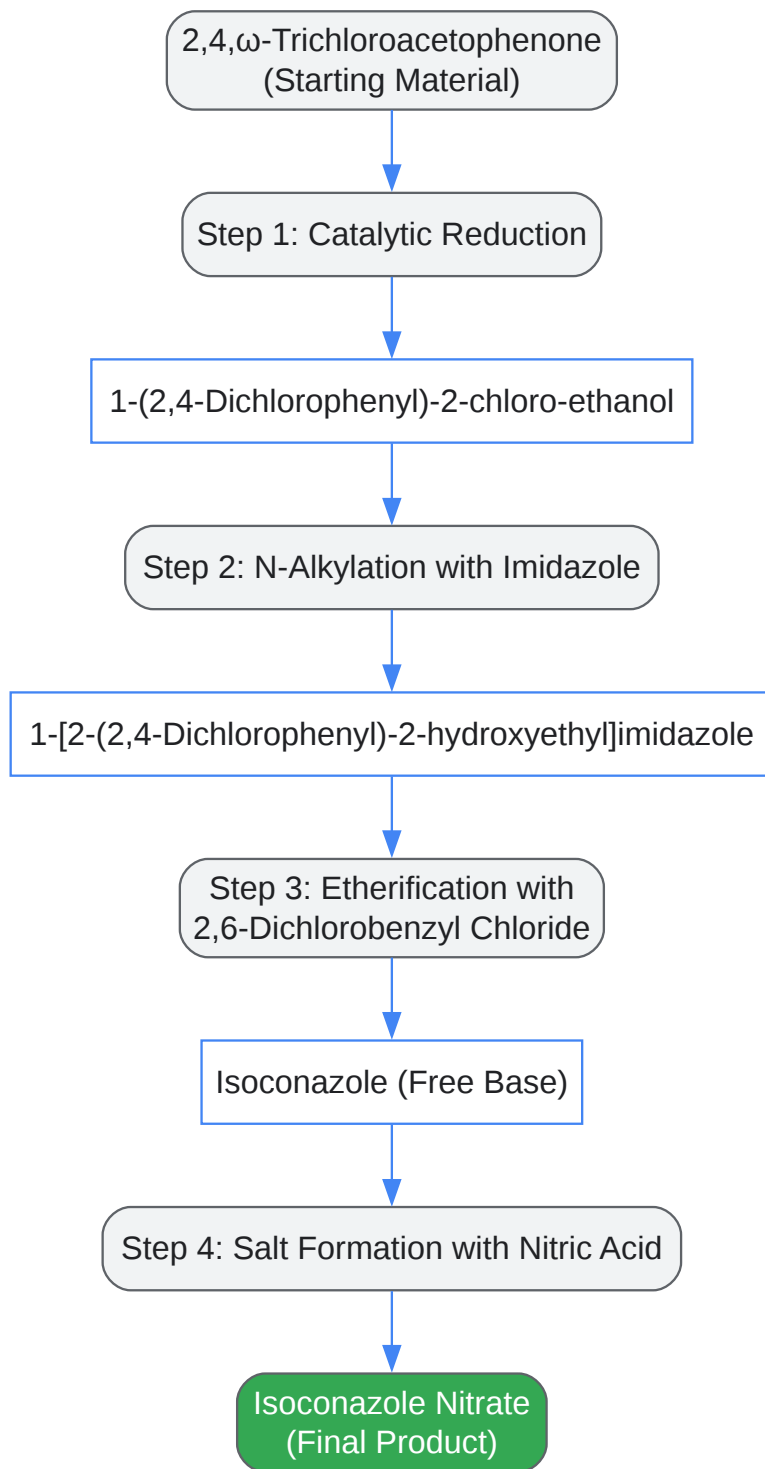 2,4,ω-Trichloroacetophenone
(Starting Material)
Step 1: Catalytic Reduction
1-(2,4-Dichlorophenyl)-2-chloro-ethanol
Step 2: N-Alkylation with Imidazole
1-[2-(2,4-Dichlorophenyl)-2-hydroxyethyl]imidazole
Step 3: Etherification with
2,6-Dichlorobenzyl Chloride
Isoconazole (Free Base)
Step 4: Salt Formation with Nitric Acid
Isoconazole Nitrate
(Final Product)